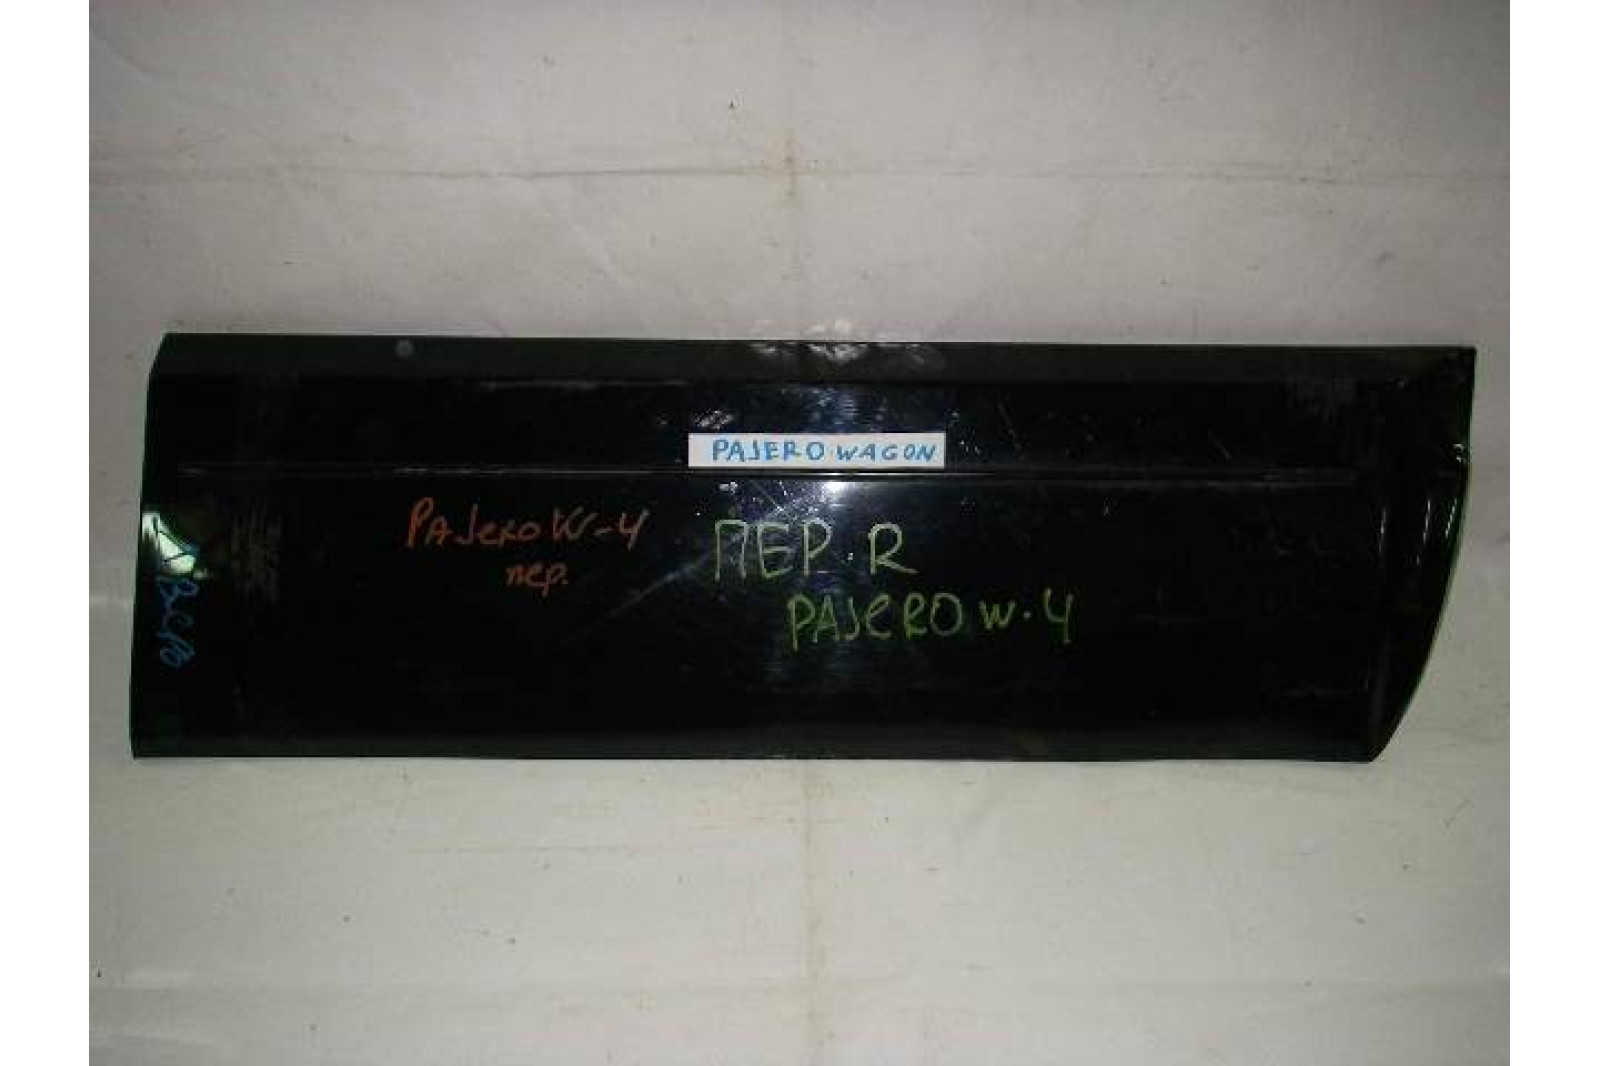 PAJERO WAGON
PAJERO W-4
пер.
ПЕР. R
PAJERO W.4